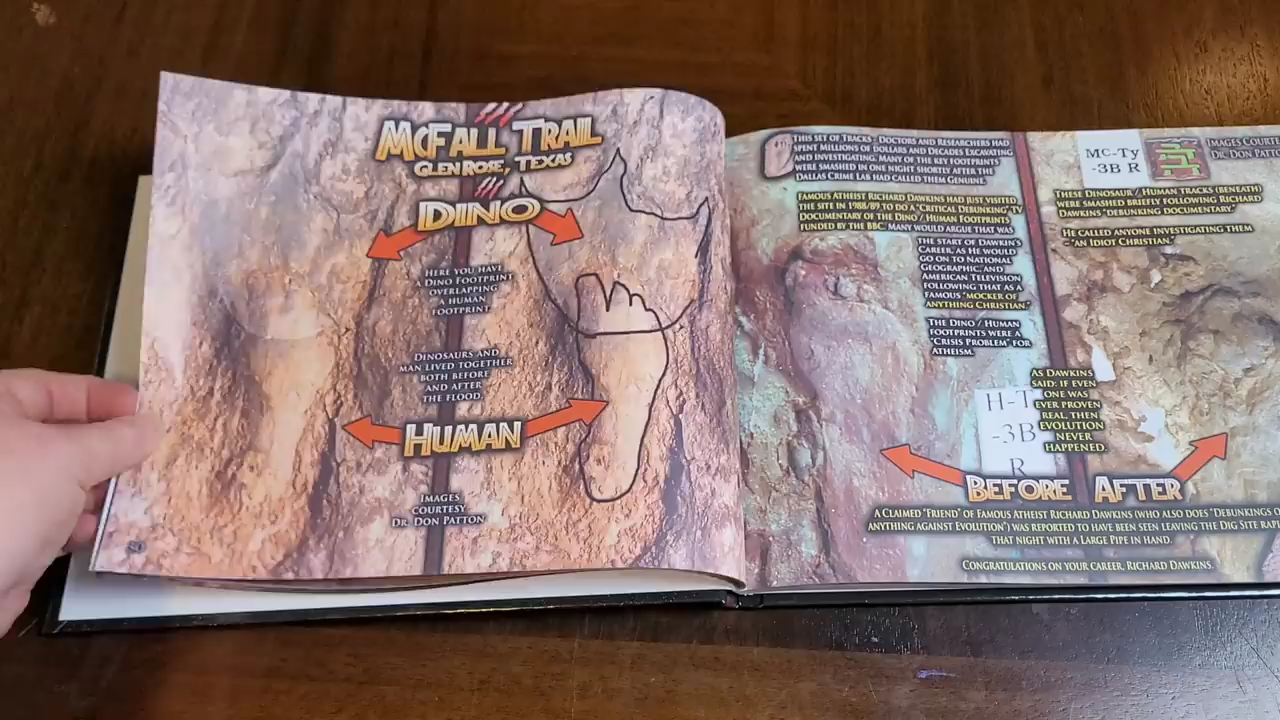 McFall Trail
Glen Rose, Texas
Dino
Here you have
a Dino Footprint
overlapping
a human
footprint.
Dinosaurs and
man lived together
both before
and after
the flood.
Human
Images
Courtesy
Dr. Don Patton
This set of Tracks - Doctors and Researchers had
spent Millions of Dollars and Decades Excavating
and Investigating. Many of the key footprints
were smashed in one night shortly after the
Dallas Crime Lab had called them Genuine.
Famous Atheist Richard Dawkins had just visited
the site in 1988/89 to do a "Critical Debunking" TV
Documentary of the Dino / Human Footprints
funded by the BBC. Many would argue that was
the start of Dawkin's
Career, as he would
go on to National
Geographic, and
American Television
following that as a
famous "mocker of
anything Christian."
The Dino / Human
Footprints were a
"Crisis Problem" for
Atheism.
Mc-Ty
-3B R
Images Courte
Dr. Don Patto
These Dinosaur / Human tracks (beneath)
were smashed briefly following Richard
Dawkins "debunking documentary."
He called anyone investigating them
- "an Idiot Christian."
As Dawkins
said: if even
one was
ever proven
real, then
Evolution
never
happened.
H-T
-3B
R
Before After
A claimed "friend" of Famous Atheist Richard Dawkins (who also does "Debunkings o
anything against Evolution") was reported to have been seen leaving the Dig Site rap
that night with a large pipe in hand.
Congratulations on your career, Richard Dawkins.